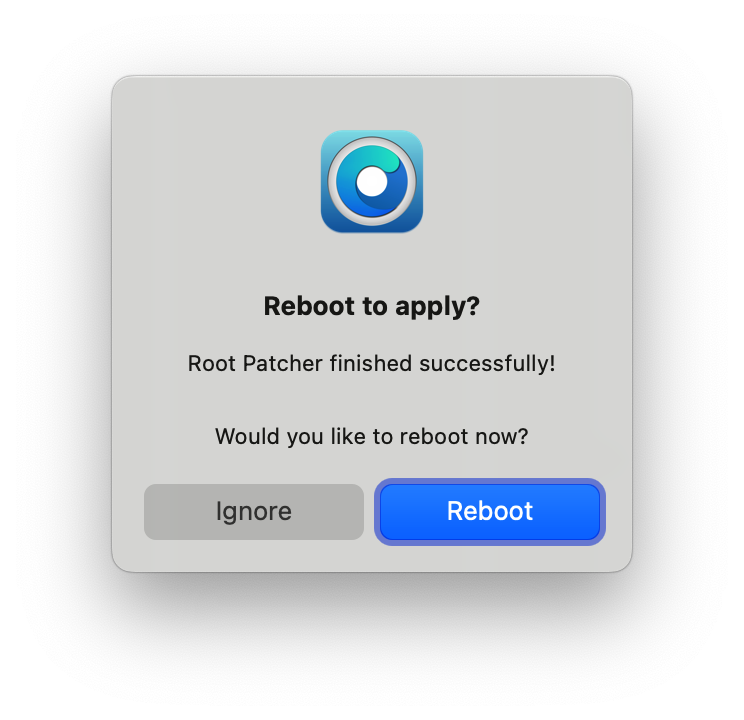 Reboot to apply?
Root Patcher finished successfully!
Would you like to reboot now?
Ignore
Reboot